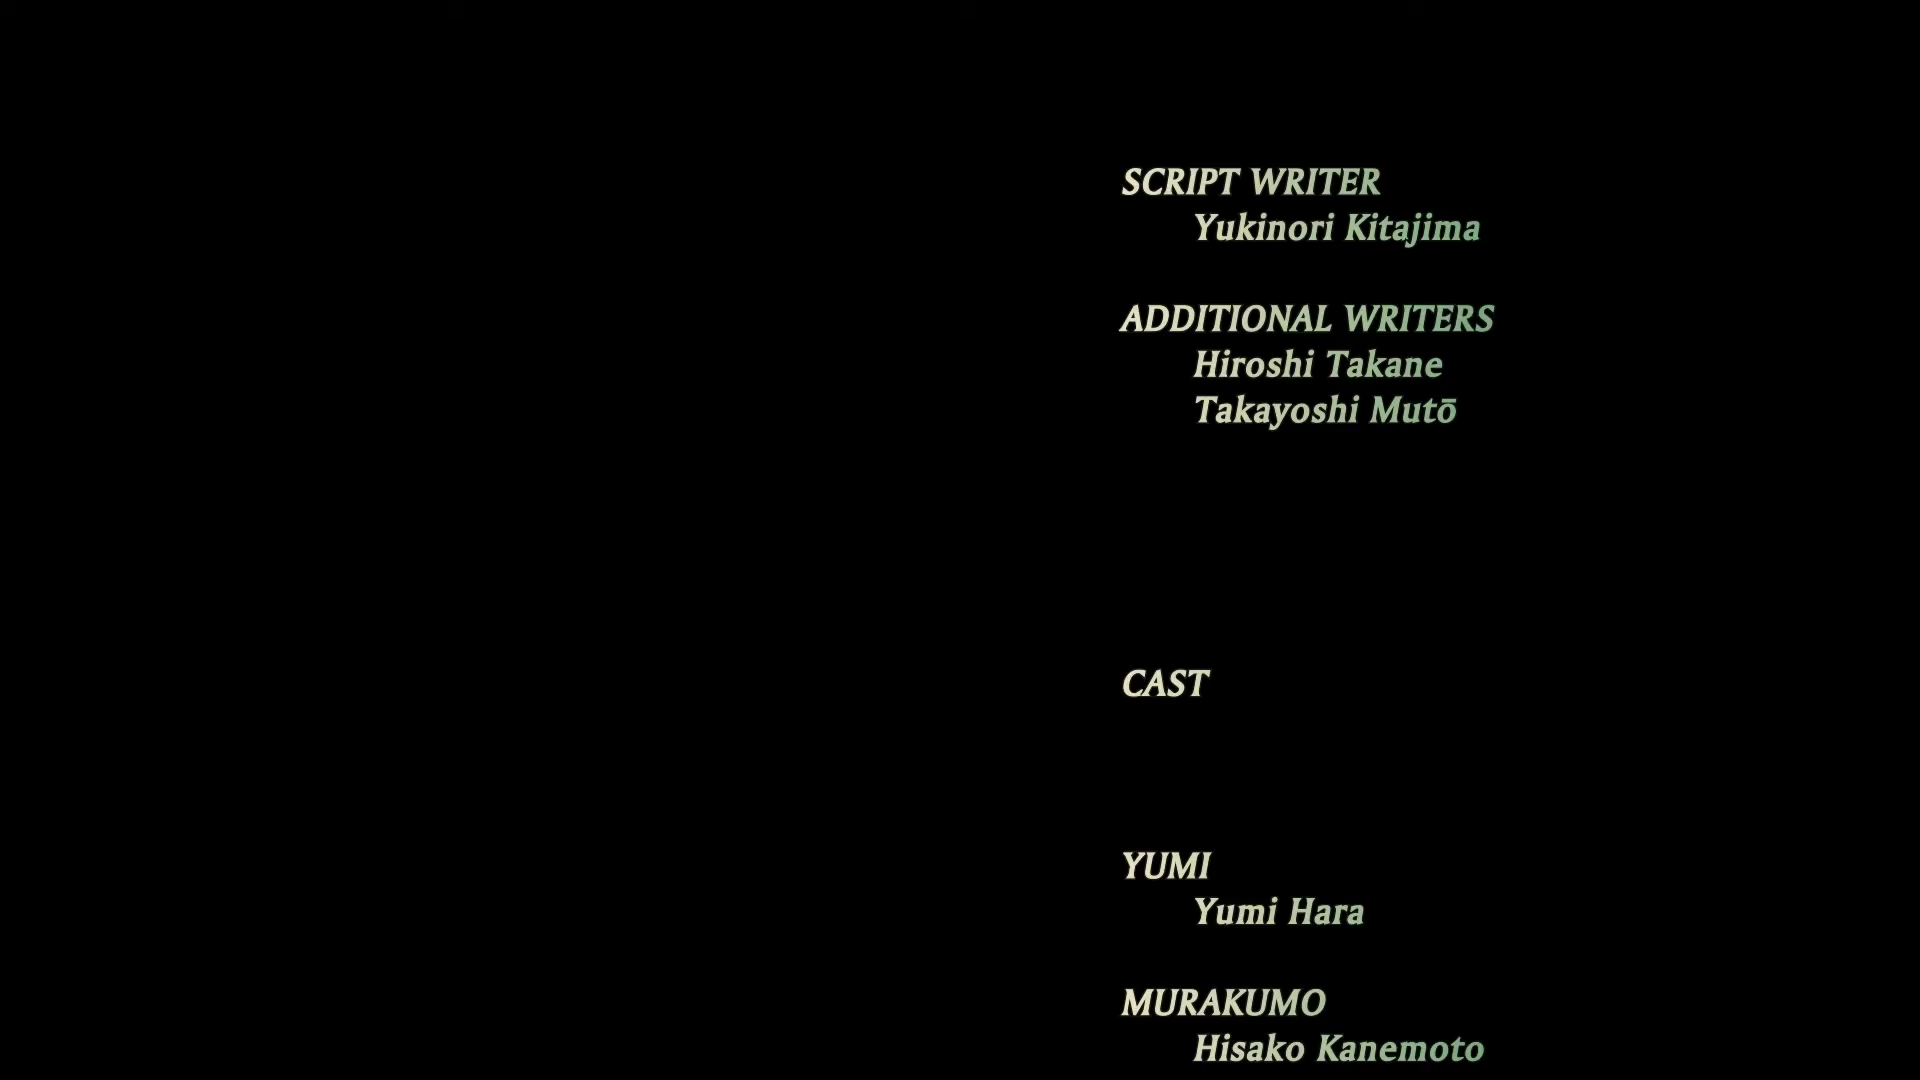 SCRIPT WRITER
Yukinori Kitajima
ADDITIONAL WRITERS
Hiroshi Takane
Takayoshi Mutō
CAST
YUMI
Yumi Hara
MURAKUMO
Hisako Kanemoto